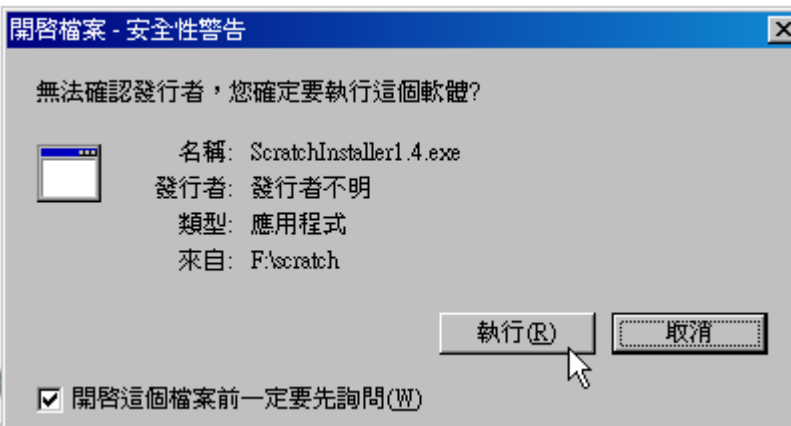 開啓檔案 - 安全性警告
無法確認發行者，您確定要執行這個軟體?
名稱: ScratchInstaller1.4.exe
發行者: 發行者不明
類型: 應用程式
來自: F:\scratch
執行(R) 取消
開啓這個檔案前一定要先詢問(W)